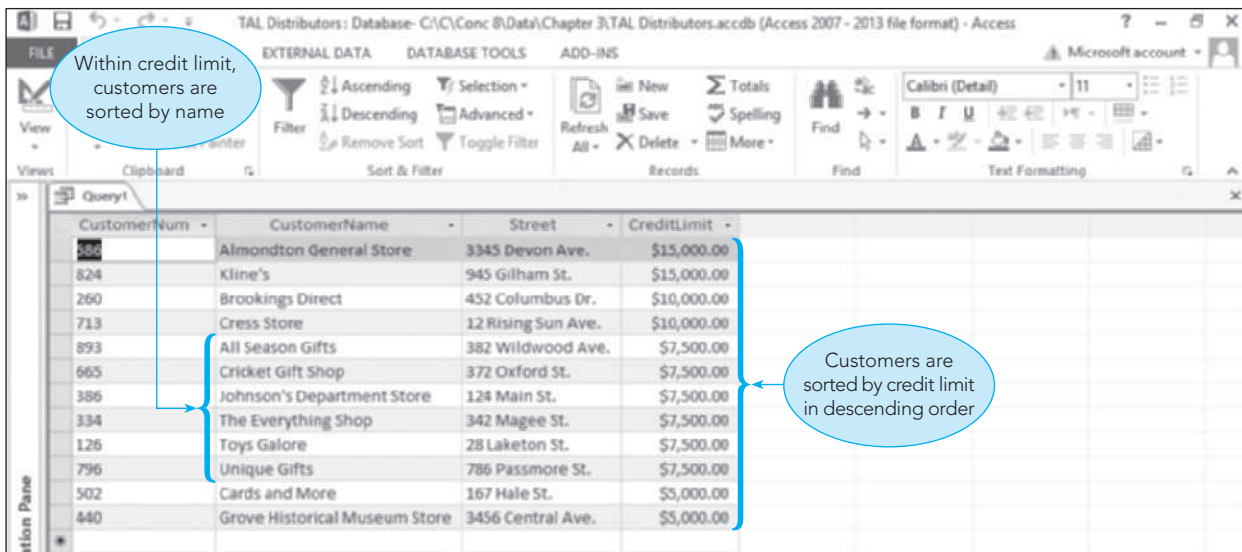 TAL Distributors : Database- C:\C\Conc 8\Data\Chapter 3\TAL Distributors.accdb (Access 2007 - 2013 file format) - Access ?
FILE EXTERNAL DATA DATABASE TOOLS ADD-INS Microsoft account
Within credit limit,
customers are
sorted by name
View
Filter
Ascending
Descending
Remove Sort
Selection
Advanced
Toggle Filter
Refresh
All
New
Save
Delete
Totals
Spelling
More
Find
Calibri (Detail) 11
B I U
A
Views Clipboard Sort & Filter Records Find Text Formatting
Query1
CustomerNum CustomerName Street CreditLimit
586 Almondton General Store 3345 Devon Ave. $15,000.00
824 Kline's 945 Gilham St. $15,000.00
260 Brookings Direct 452 Columbus Dr. $10,000.00
713 Cress Store 12 Rising Sun Ave. $10,000.00
893 All Season Gifts 382 Wildwood Ave. $7,500.00
665 Cricket Gift Shop 372 Oxford St. $7,500.00
386 Johnson's Department Store 124 Main St. $7,500.00
334 The Everything Shop 342 Magee St. $7,500.00
126 Toys Galore 28 Laketon St. $7,500.00
796 Unique Gifts 786 Passmore St. $7,500.00
502 Cards and More 167 Hale St. $5,000.00
440 Grove Historical Museum Store 3456 Central Ave. $5,000.00
Customers are
sorted by credit limit
in descending order
Pane